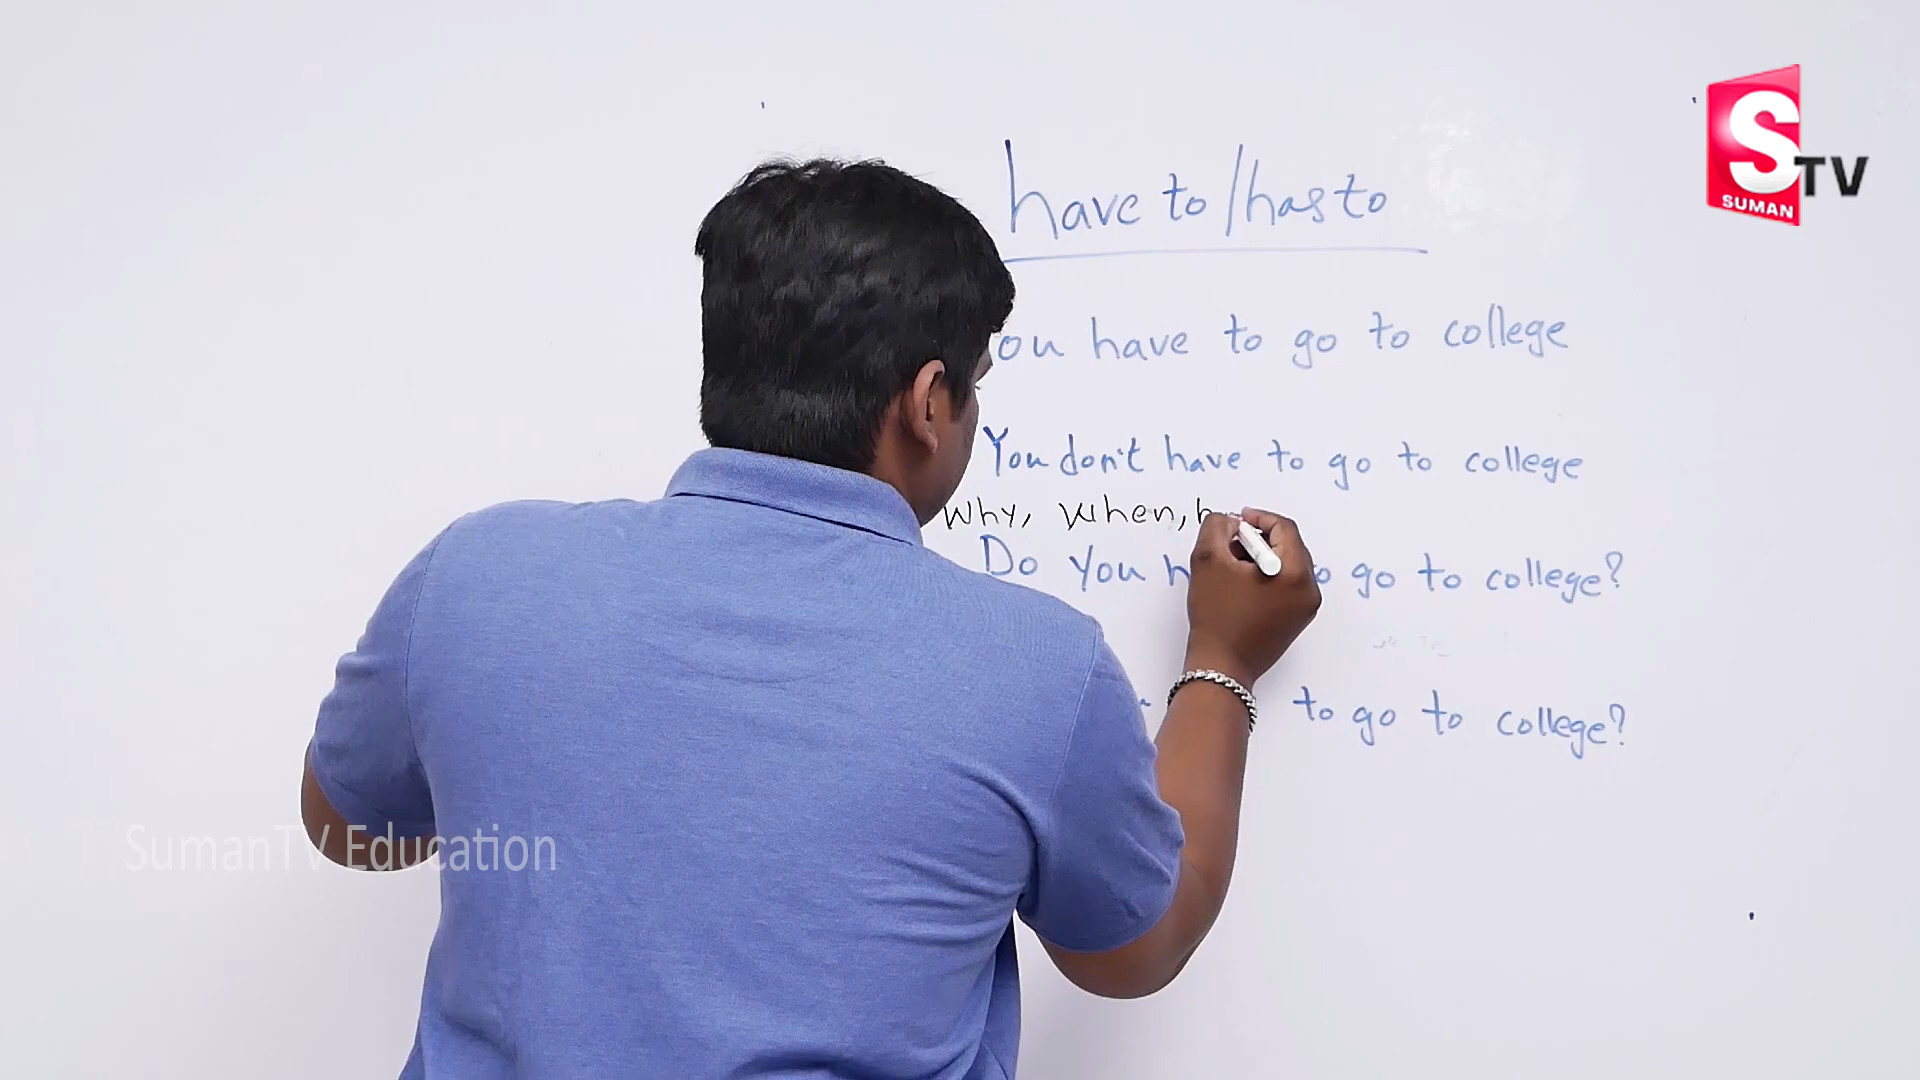 S TV
SUMAN
have to/has to
ou have to go to college
You don't have to go to college
Why, when,
Do You to go to college?
to go to college?
SumanTV Education